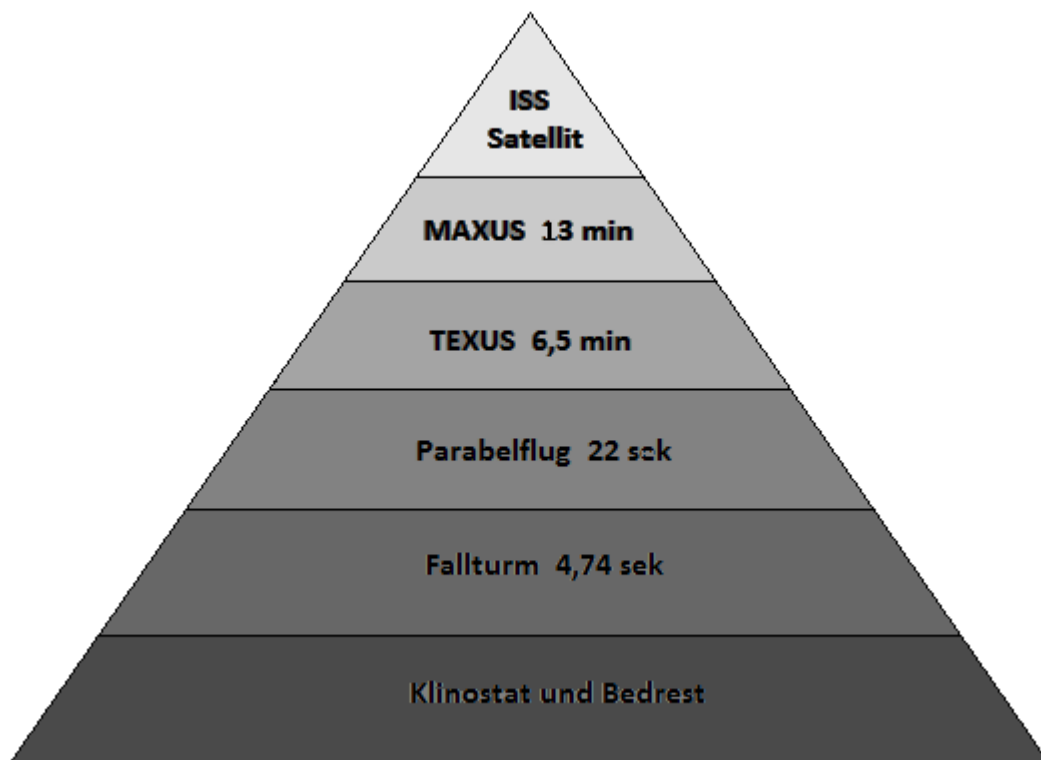 ISS
Satellit
MAXUS 13 min
TEXUS 6,5 min
Parabelflug 22 sek
Fallturm 4,74 sek
Klinostat und Bedrest